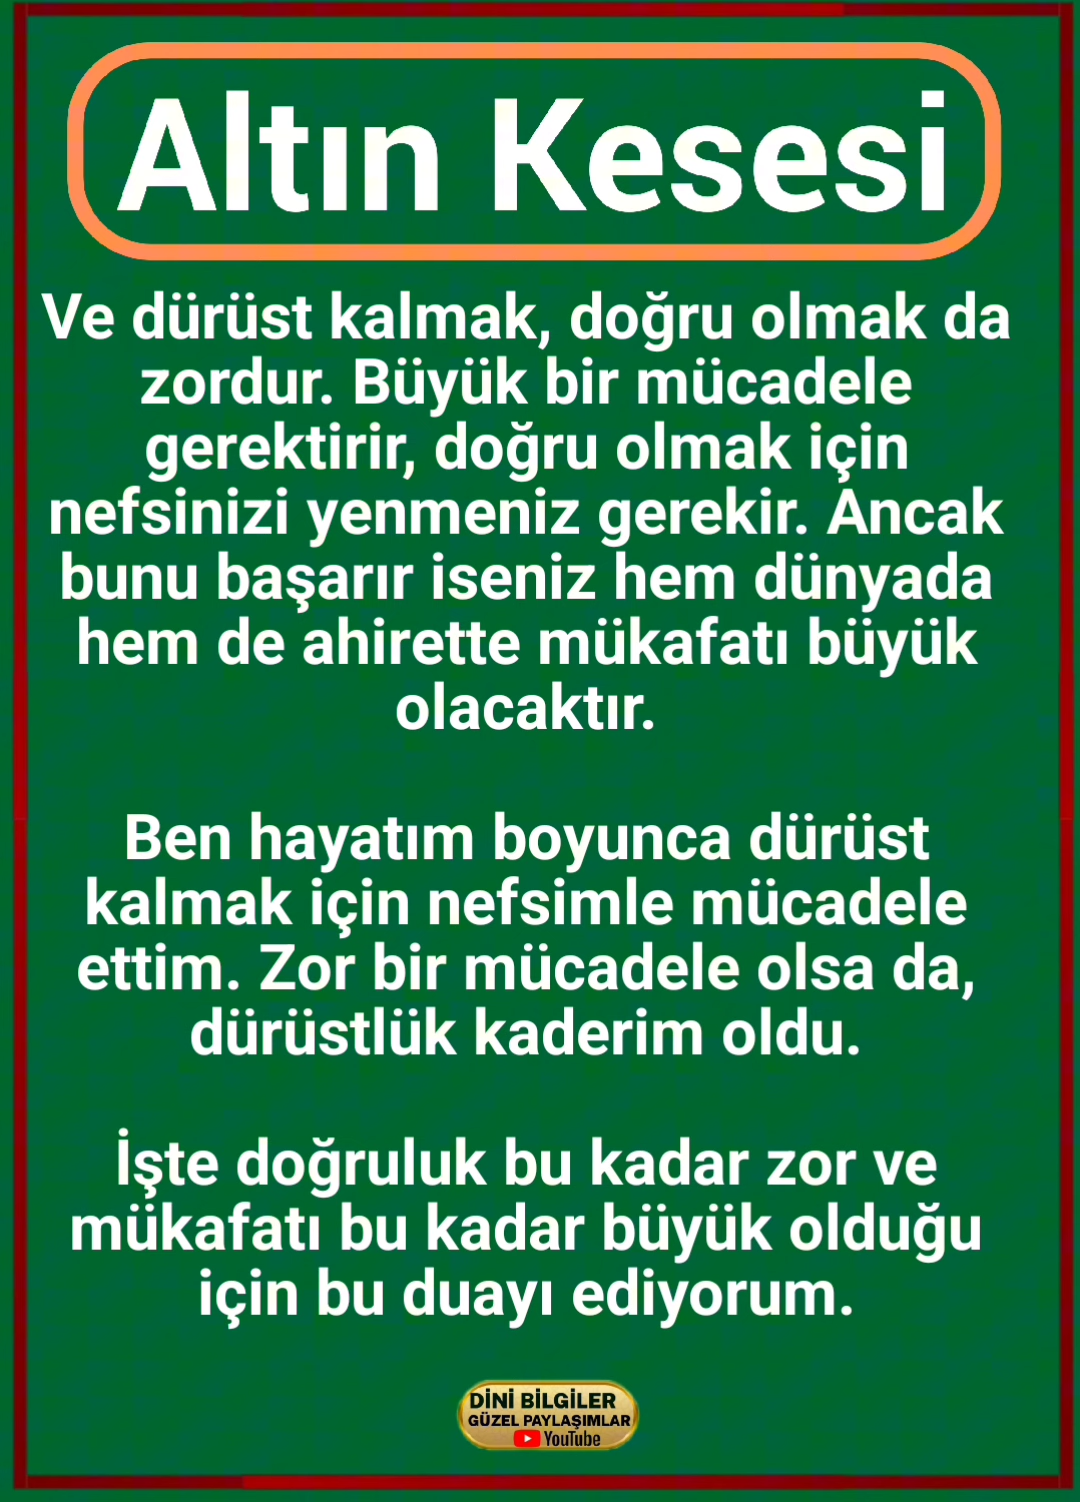 Altın Kesesi
Ve dürüst kalmak, doğru olmak da
zordur. Büyük bir mücadele
gerektirir, doğru olmak için
nefsinizi yenmeniz gerekir. Ancak
bunu başarır iseniz hem dünyada
hem de ahirette mükafatı büyük
olacaktır.
Ben hayatım boyunca dürüst
kalmak için nefsimle mücadele
ettim. Zor bir mücadele olsa da,
dürüstlük kaderim oldu.
İşte doğruluk bu kadar zor ve
mükafatı bu kadar büyük olduğu
için bu duayı ediyorum.
DİNİ BİLGİLER
GÜZEL PAYLAŞIMLAR
YouTube